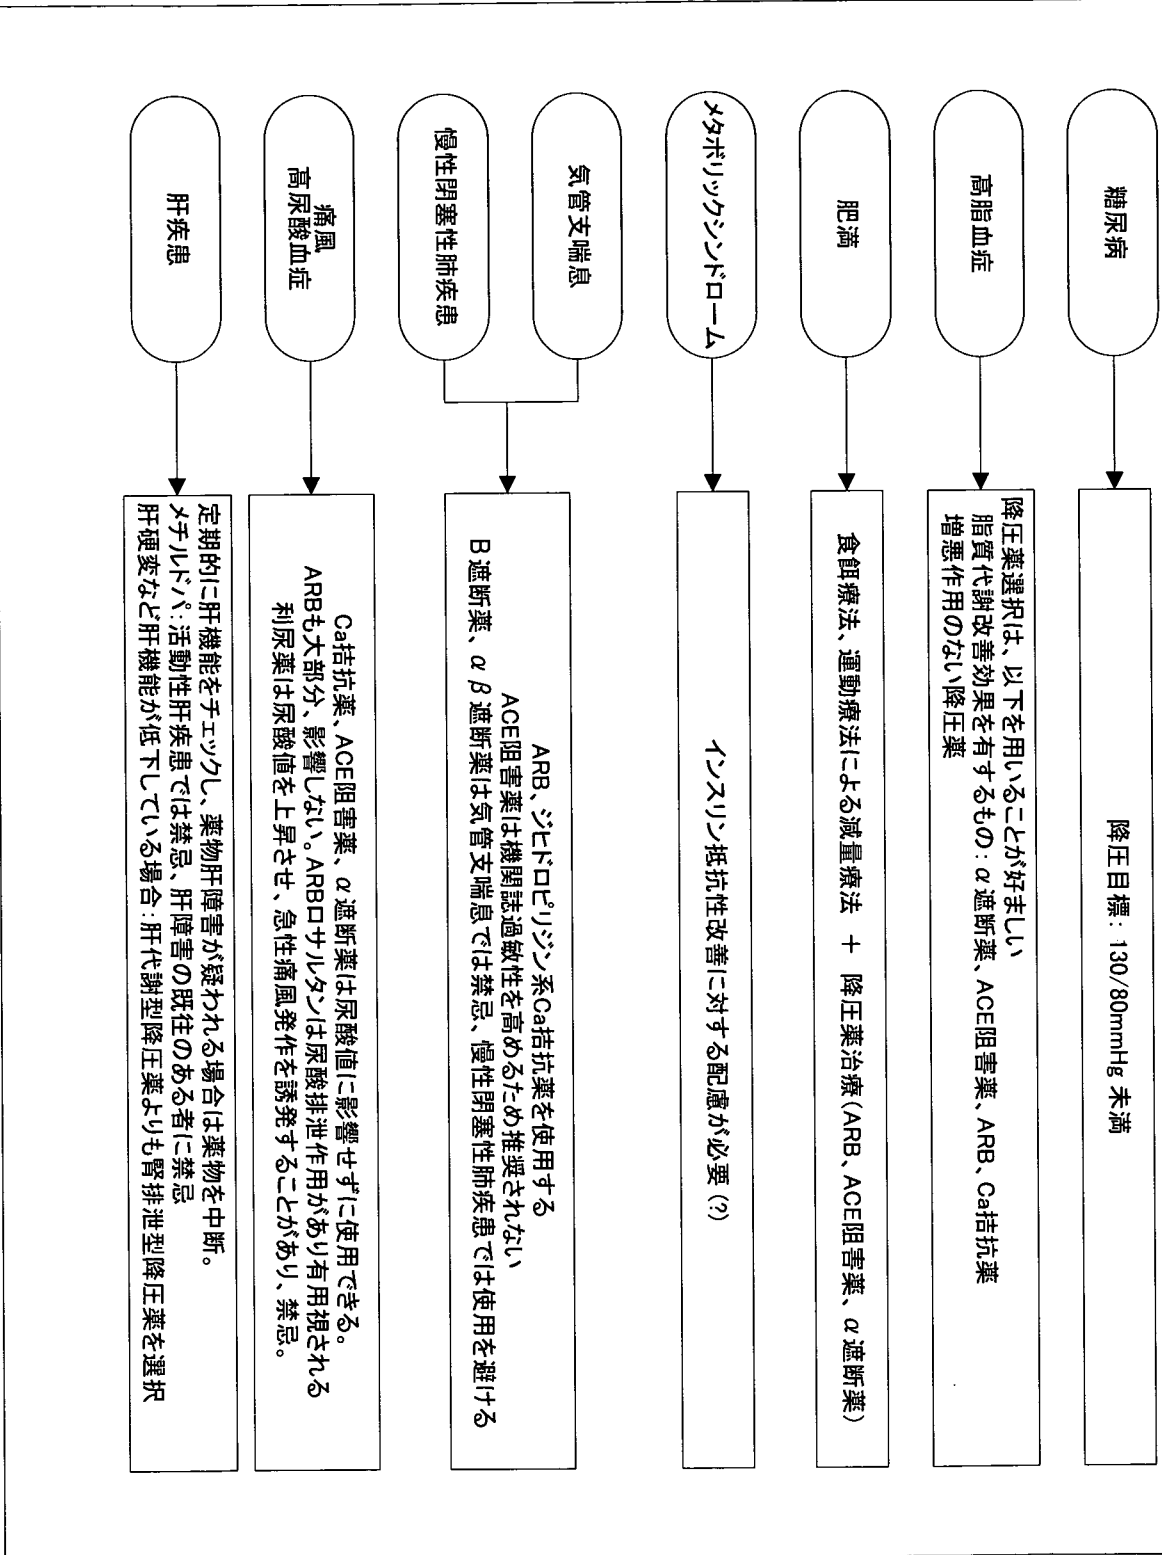 糖尿病
降圧目標： 130/80mmHg 未満
高脂血症
降圧薬選択は、以下を用いることが好ましい
脂質代謝改善効果を有するもの：α遮断薬、ACE阻害薬、ARB、Ca拮抗薬
増悪作用のない降圧薬
肥満
食餌療法、運動療法による減量療法　＋　降圧薬治療（ARB、ACE阻害薬、α遮断薬）
メタボリックシンドローム
インスリン抵抗性改善に対する配慮が必要（?）
気管支喘息
慢性閉塞性肺疾患
ARB、ジヒドロピリジン系Ca拮抗薬を使用する
ACE阻害薬は機関誌過敏性を高めるため推奨されない
Β遮断薬、αβ遮断薬は気管支喘息では禁忌、慢性閉塞性肺疾患では使用を避ける
痛風
高尿酸血症
Ca拮抗薬、ACE阻害薬、α遮断薬は尿酸値に影響せずに使用できる。
ARBも大部分、影響しない。ARBロサルタンは尿酸排泄作用があり有用視される
利尿薬は尿酸値を上昇させ、急性痛風発作を誘発することがあり、禁忌。
肝疾患
定期的に肝機能をチェックし、薬物肝障害が疑われる場合は薬物を中断。
メチルドパ：活動性肝疾患では禁忌、肝障害の既往のある者に禁忌
肝硬変など肝機能が低下している場合：肝代謝型降圧薬よりも腎排泄型降圧薬を選択